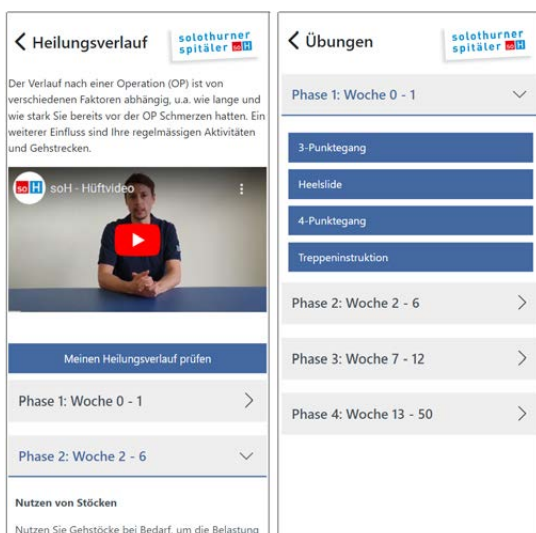 Heilungsverlauf
solothurner
spitäler soH
Der Verlauf nach einer Operation (OP) ist von
verschiedenen Faktoren abhängig, u.a. wie lange und
wie stark Sie bereits vor der OP Schmerzen hatten. Ein
weiterer Einfluss sind Ihre regelmässigen Aktivitäten
und Gehstrecken.
soH soH - Hüftvideo
Meinen Heilungsverlauf prüfen
Phase 1: Woche 0 - 1
Phase 2: Woche 2 - 6
Nutzen von Stöcken
Nutzen Sie Gehstöcke bei Bedarf, um die Belastung
Übungen
solothurner
spitäler soH
Phase 1: Woche 0 - 1
3-Punktegang
Heelslide
4-Punktegang
Treppeninstruktion
Phase 2: Woche 2 - 6
Phase 3: Woche 7 - 12
Phase 4: Woche 13 - 50